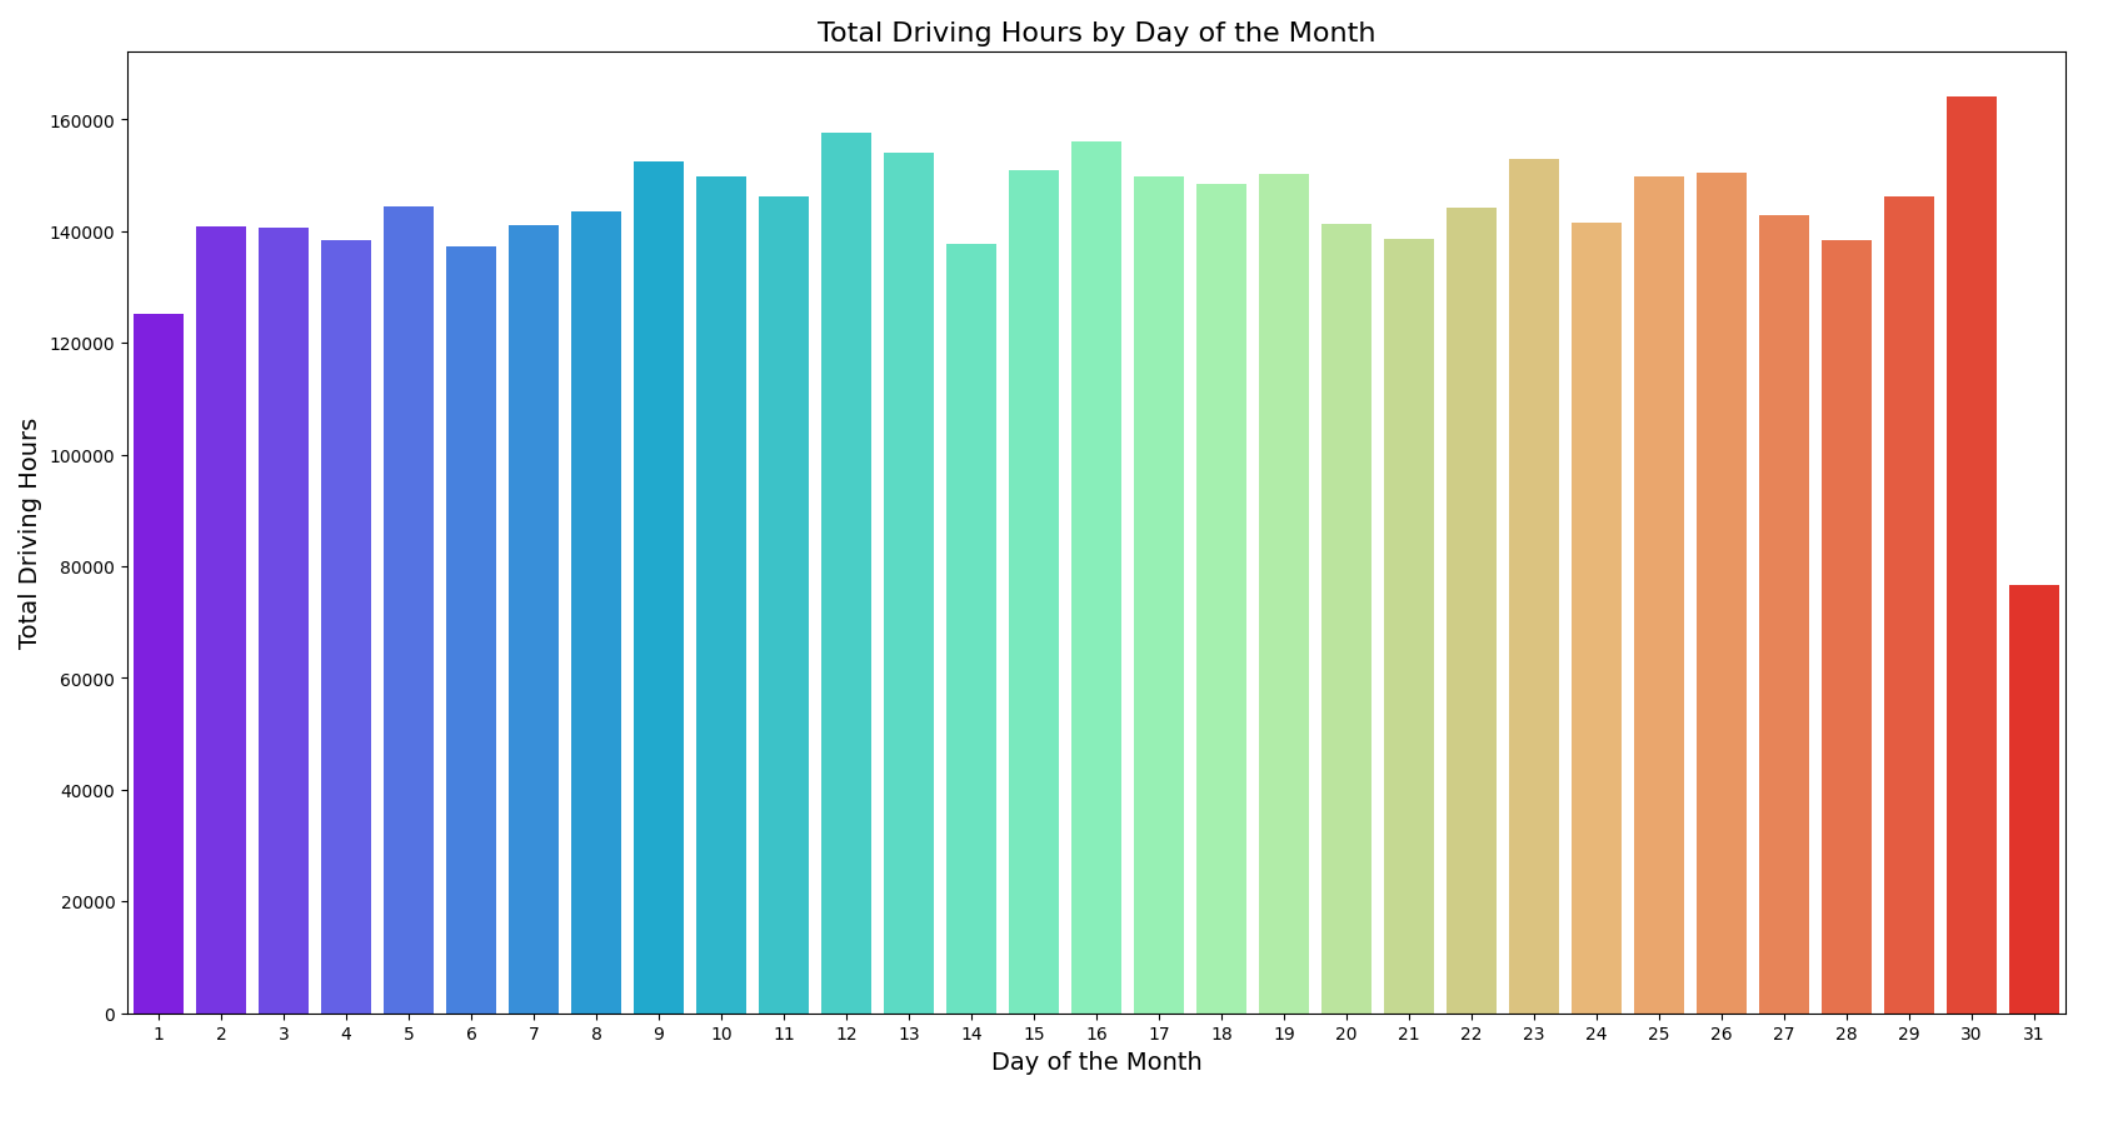 Total Driving Hours by Day of the Month
160000
140000
120000
100000
80000
60000
40000
20000
0
Total Driving Hours
1 2 3 4 5 6 7 8 9 10 11 12 13 14 15 16 17 18 19 20 21 22 23 24 25 26 27 28 29 30 31
Day of the Month